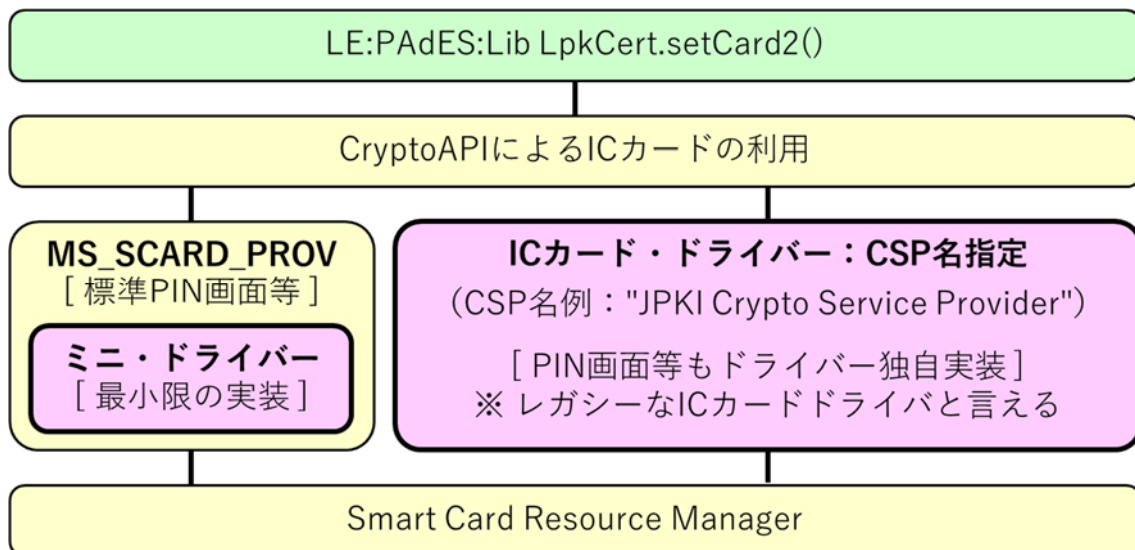 LE:PAdES:Lib LpkCert.setCard2()
CryptoAPIによるICカードの利用
MS_SCARD_PROV
[ 標準PIN画面等 ]
ミニ・ドライバー
[ 最小限の実装 ]
ICカード・ドライバー：CSP名指定
（CSP名例："JPKI Crypto Service Provider"）
[ PIN画面等もドライバー独自実装 ]
※ レガシーなICカードドライバと言える
Smart Card Resource Manager